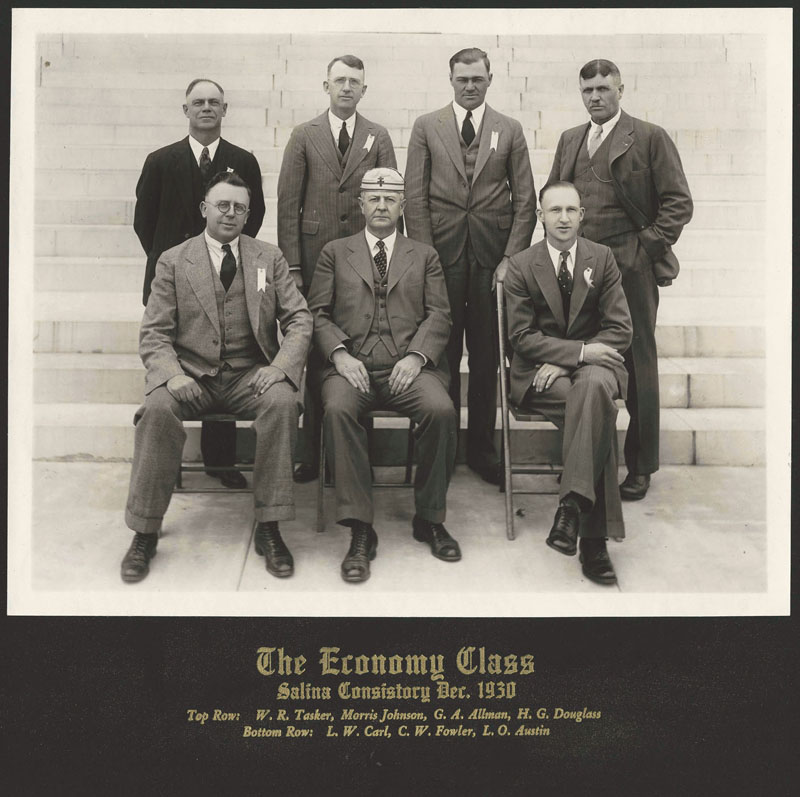 The Economy Class
Salina Consistory Dec. 1930
Top Row: W. R. Tasker, Morris Johnson, G. A. Allman, H. G. Douglass
Bottom Row: L. W. Carl, C. W. Fowler, L. O. Austin